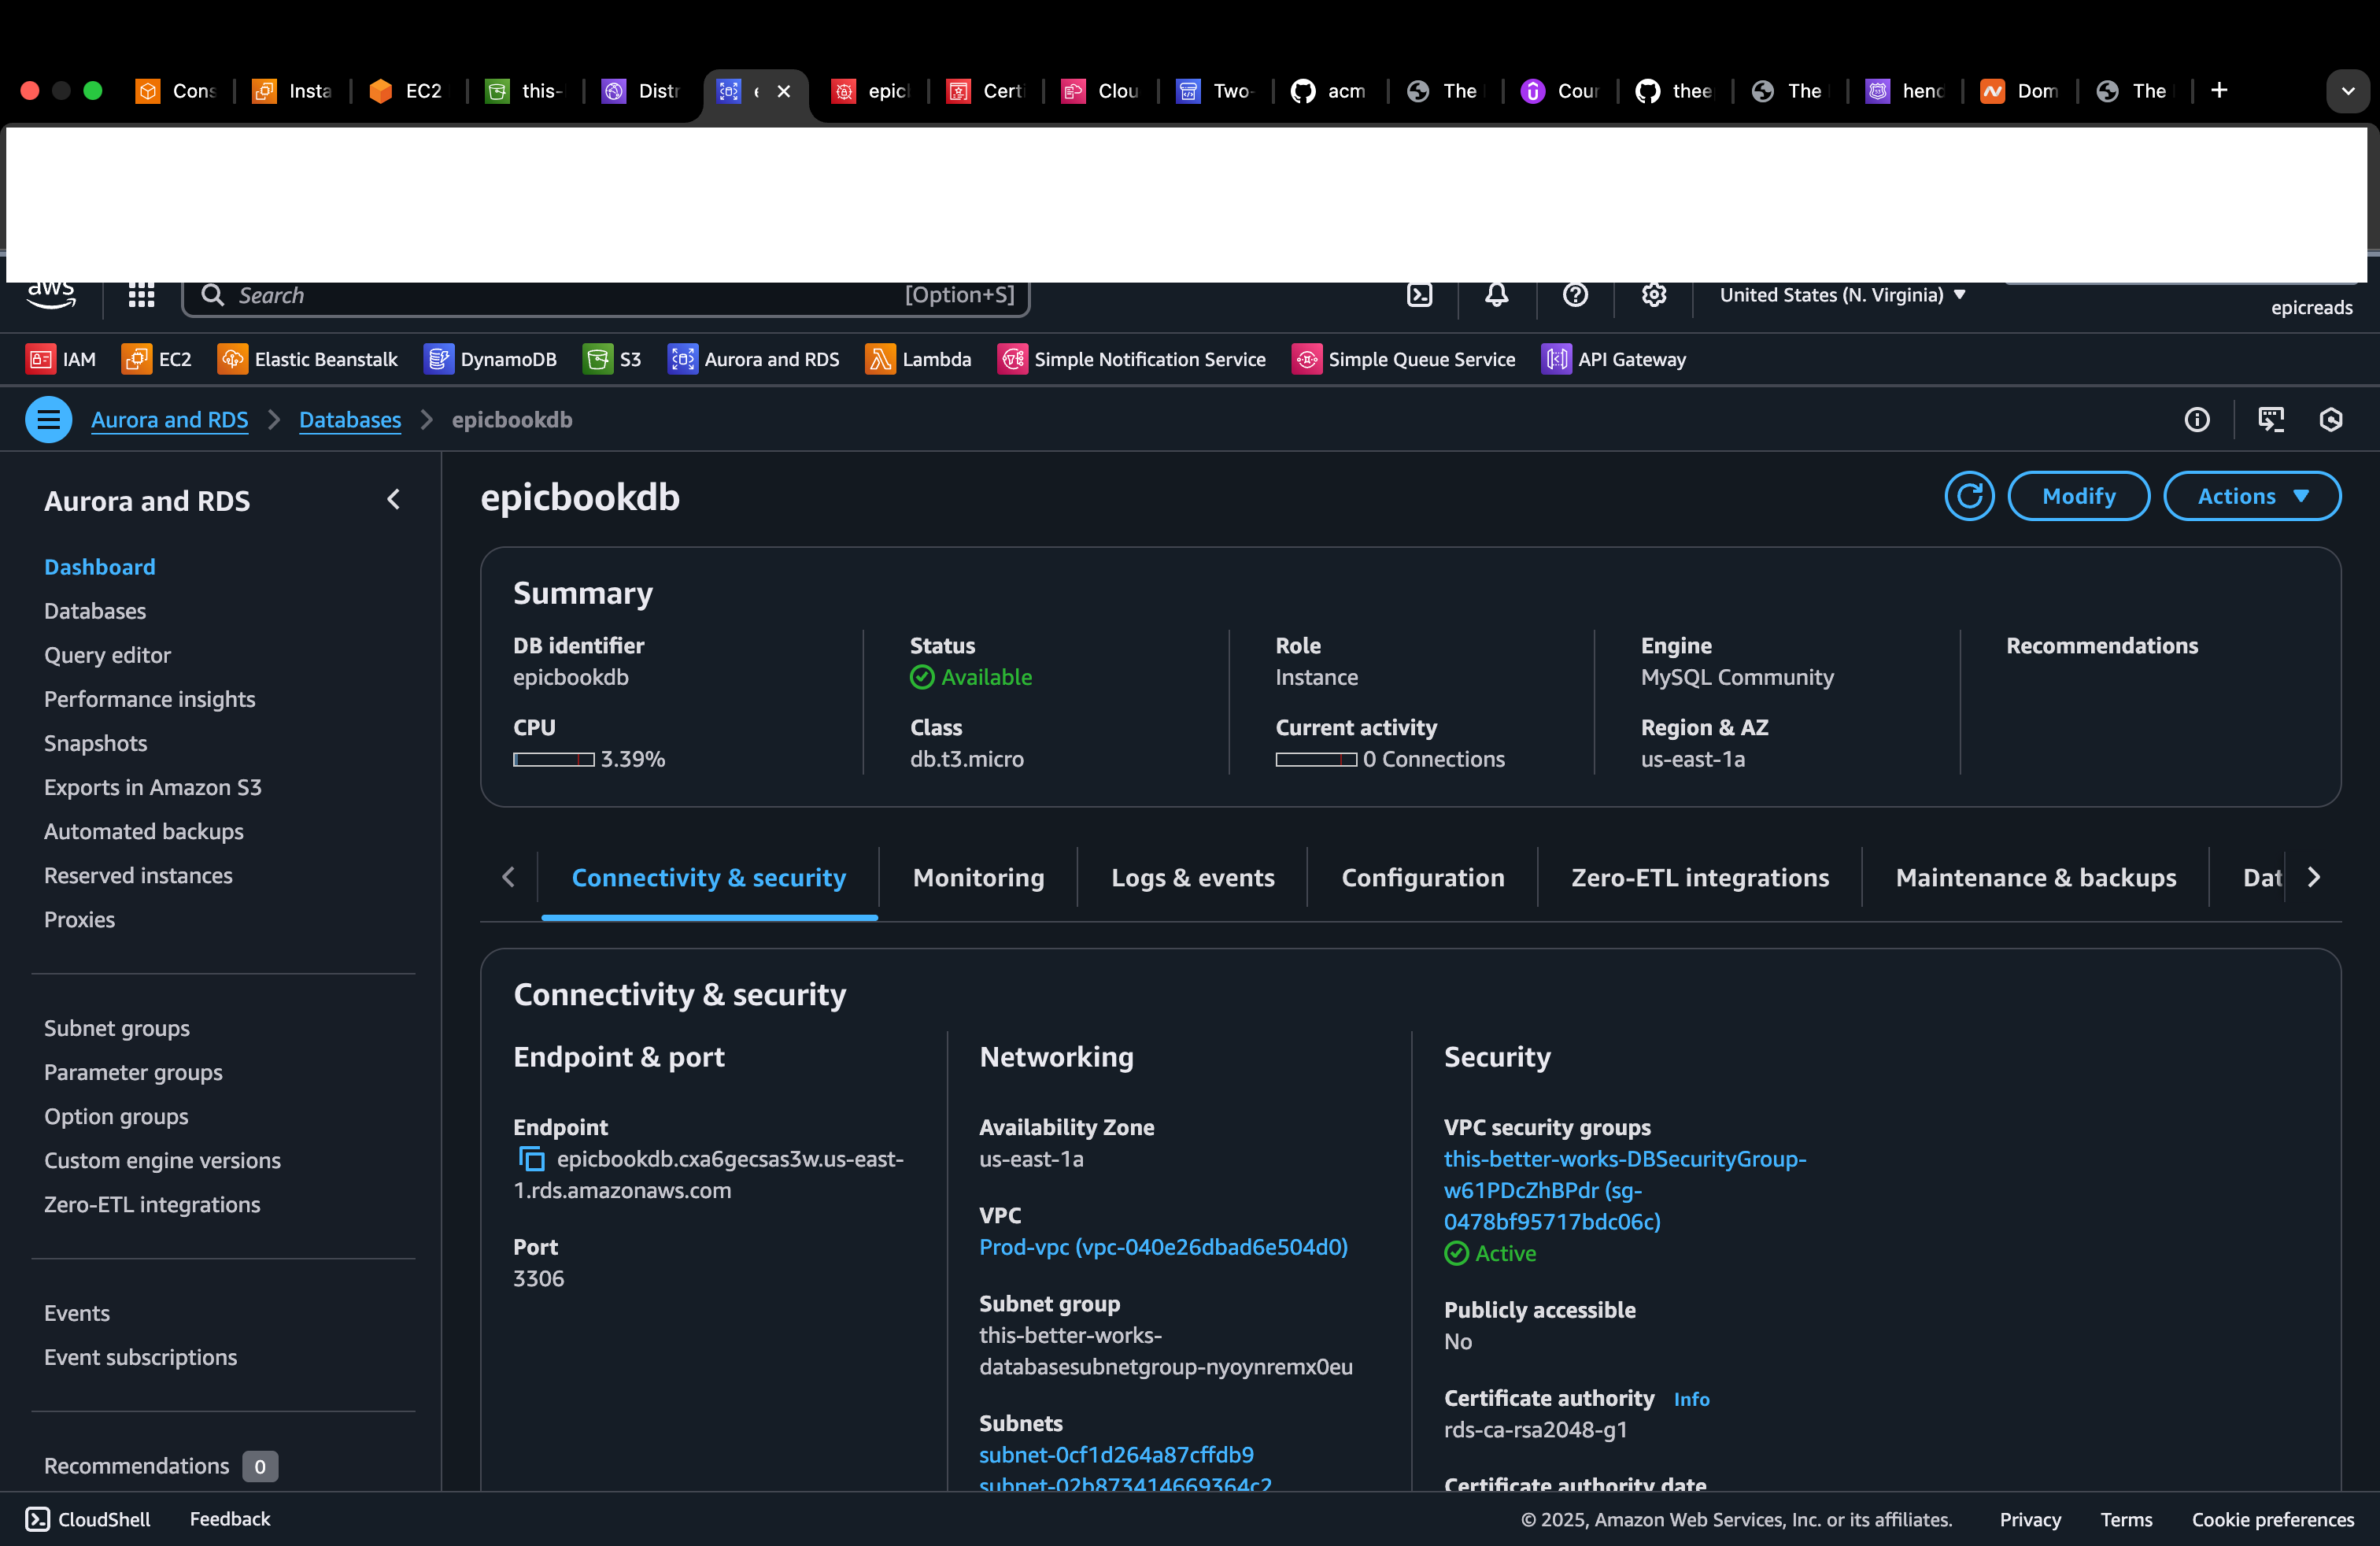 Cons
Insta
EC2
this-
Distr
epic
Certi
Clou
Two-
acm
The
Cour
thee
The
henc
Dom
The
aws
Search
[Option+S]
United States (N. Virginia)
epicreads
IAM
EC2
Elastic Beanstalk
DynamoDB
S3
Aurora and RDS
Lambda
Simple Notification Service
Simple Queue Service
API Gateway
Aurora and RDS
Databases
epicbookdb
Aurora and RDS
Dashboard
Databases
Query editor
Performance insights
Snapshots
Exports in Amazon S3
Automated backups
Reserved instances
Proxies
Subnet groups
Parameter groups
Option groups
Custom engine versions
Zero-ETL integrations
Events
Event subscriptions
Recommendations 0
epicbookdb
Modify
Actions
Summary
DB identifier
epicbookdb
CPU
3.39%
Status
Available
Class
db.t3.micro
Role
Instance
Current activity
0 Connections
Engine
MySQL Community
Region & AZ
us-east-1a
Recommendations
Connectivity & security
Monitoring
Logs & events
Configuration
Zero-ETL integrations
Maintenance & backups
Dat
Connectivity & security
Endpoint & port
Endpoint
epicbookdb.cxa6gecsas3w.us-east-
1.rds.amazonaws.com
Port
3306
Networking
Availability Zone
us-east-1a
VPC
Prod-vpc (vpc-040e26dbad6e504d0)
Subnet group
this-better-works-
databasesubnetgroup-nyoynremx0eu
Subnets
subnet-0cf1d264a87cffdb9
subnet-02b873414669364c2
Security
VPC security groups
this-better-works-DBSecurityGroup-
w61PDcZhBPdr (sg-
0478bf95717bdc06c)
Active
Publicly accessible
No
Certificate authority Info
rds-ca-rsa2048-g1
Certificate authority date
CloudShell
Feedback
© 2025, Amazon Web Services, Inc. or its affiliates.
Privacy
Terms
Cookie preferences